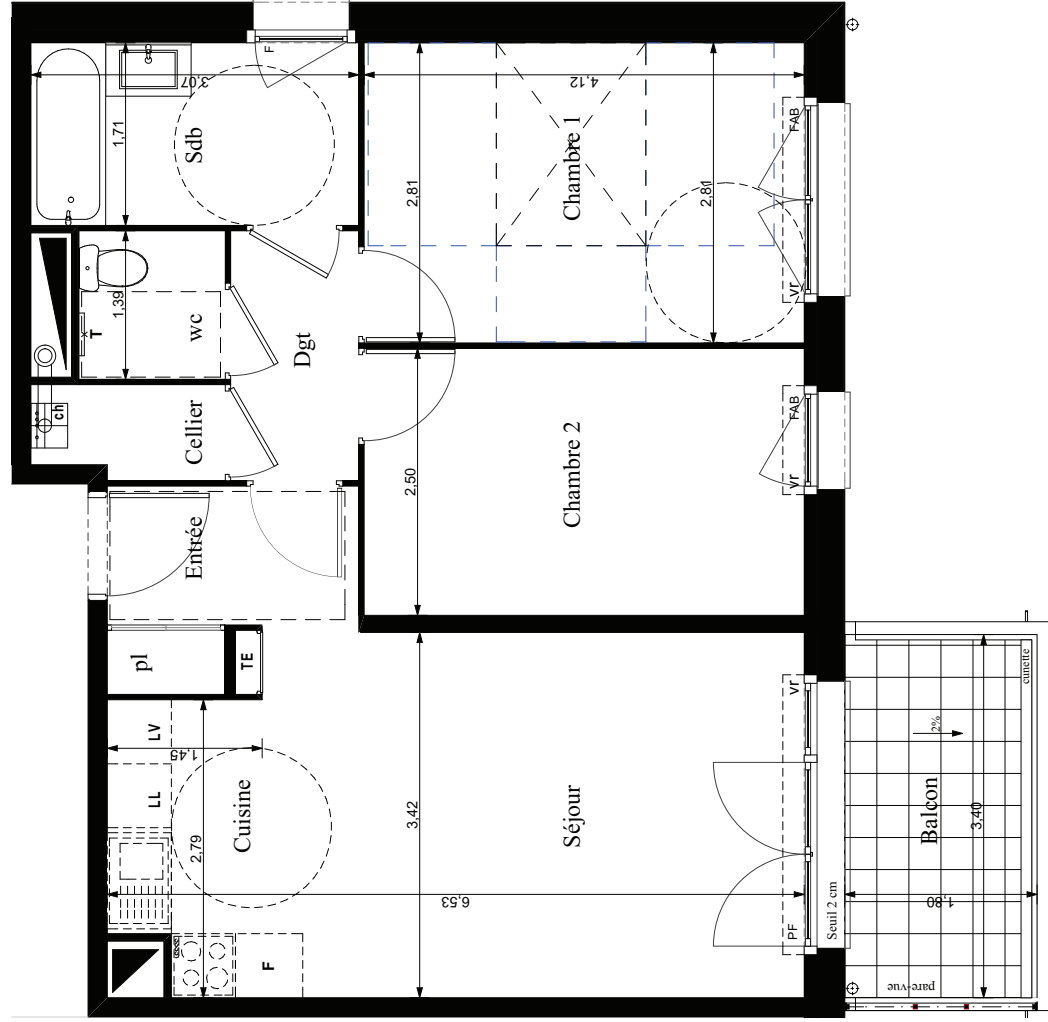 F
3,07
4,12
1,71
Sdb
2,81
Chambre 1
2,81
FAB
vr
1,39
T
wc
Dgt
ch
Cellier
2,50
Chambre 2
FAB
vr
Entrée
pl
TE
LV
1,45
LL
Cuisine
2,79
3,42
Séjour
vr
6,53
F
PF
Seuil 2 cm
cunette
2%
Balcon
3,40
1,80
pare-vue